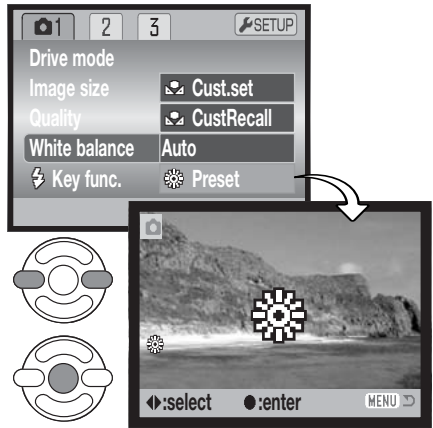 1 2 3 SETUP
Drive mode
Image size Cust.set
Quality CustRecall
White balance Auto
Key func. Preset
:select :enter MENU